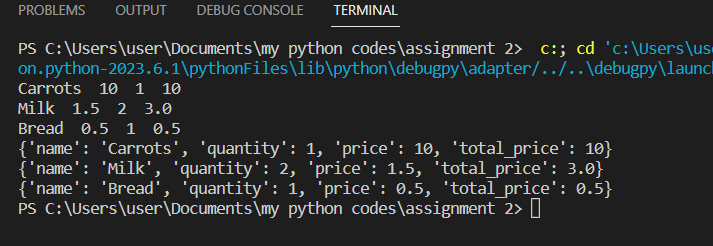 PROBLEMS OUTPUT DEBUG CONSOLE TERMINAL
PS C:\Users\user\Documents\my python codes\assignment 2>  c:; cd 'c:\Users\us
on.python-2023.6.1\pythonFiles\lib\python\debugpy\adapter/../..\debugpy\launc
Carrots  10  1  10
Milk  1.5  2  3.0
Bread  0.5  1  0.5
{'name': 'Carrots', 'quantity': 1, 'price': 10, 'total_price': 10}
{'name': 'Milk', 'quantity': 2, 'price': 1.5, 'total_price': 3.0}
{'name': 'Bread', 'quantity': 1, 'price': 0.5, 'total_price': 0.5}
PS C:\Users\user\Documents\my python codes\assignment 2>